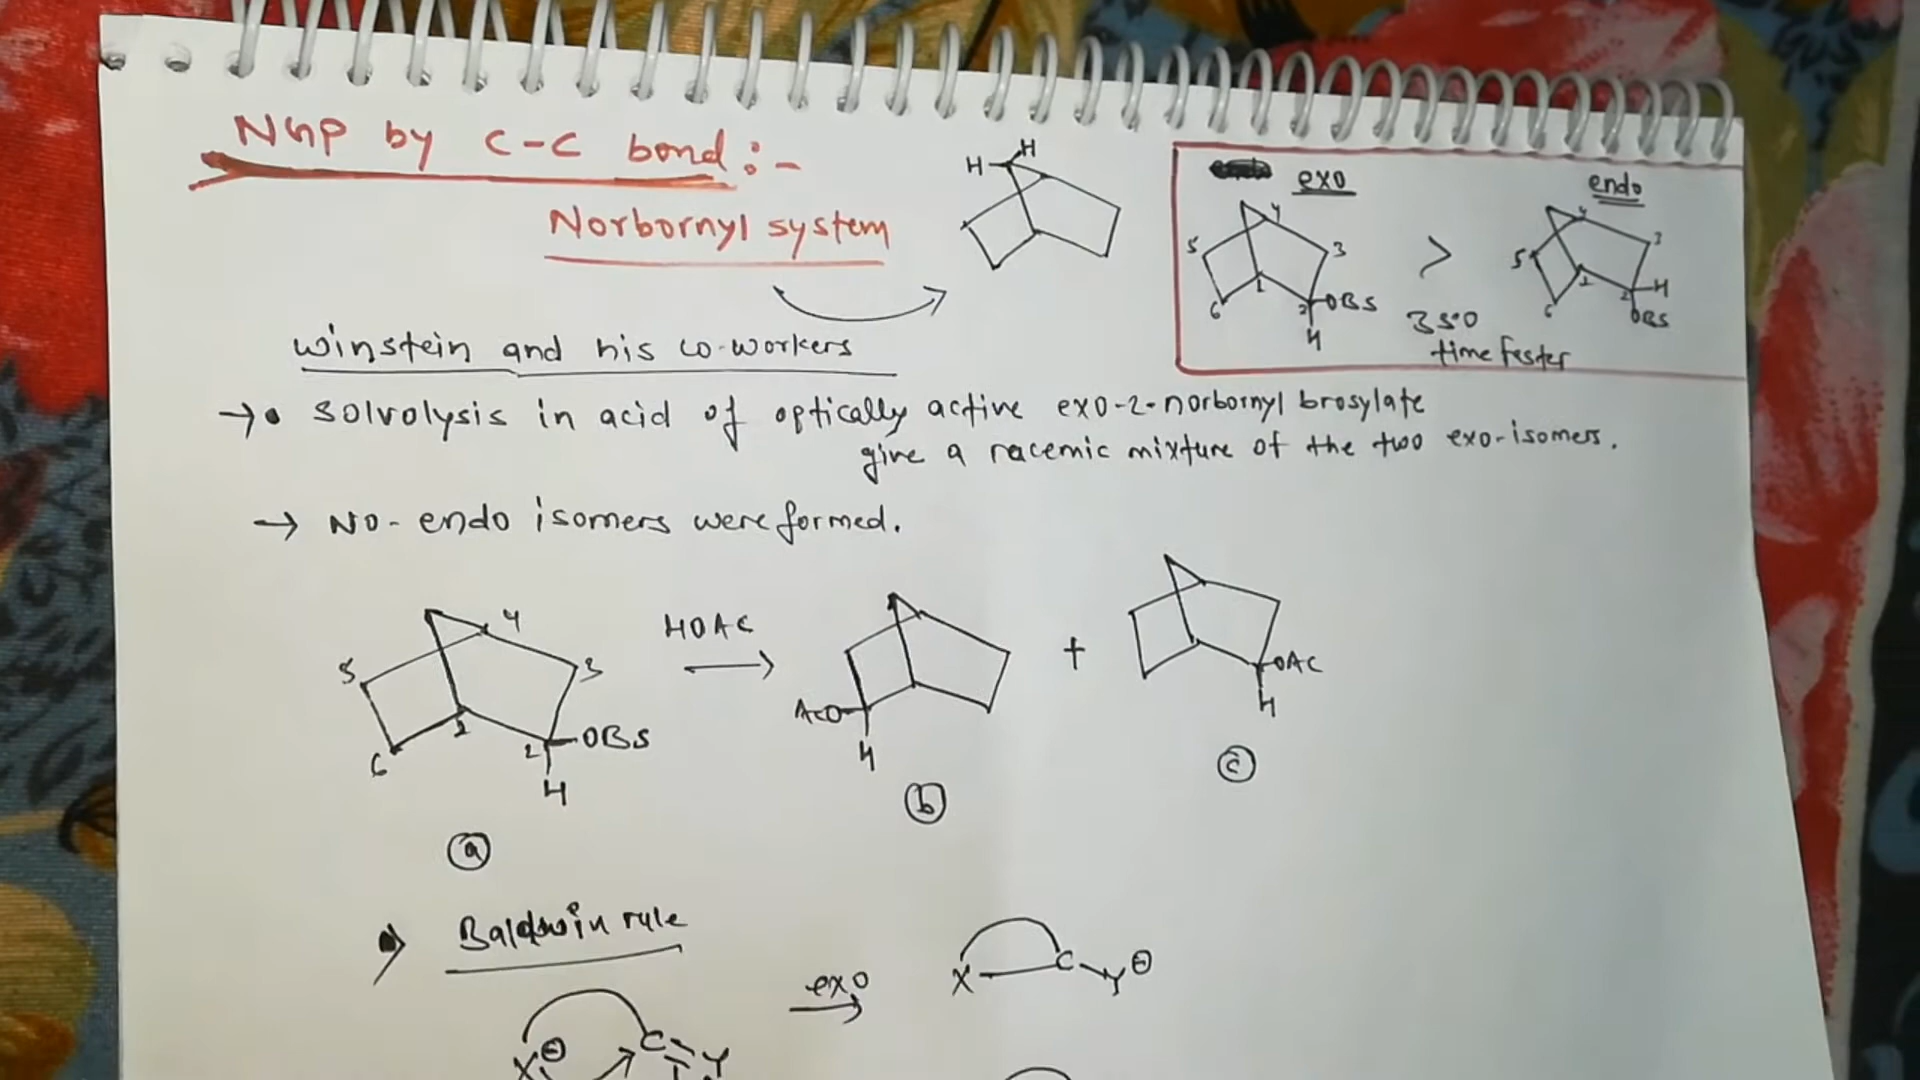 NGP by C-C bond :-
Norbornyl system
H
H
exo
endo
4
5
3
6
1
2
OBS
H
>
350
time fester
4
5
3
6
1
2
H
OBS
winstein and his co-workers
→• solvolysis in acid of optically active exo-2-norbornyl brosylate
give a racemic mixture of the two exo-isomers.
→ NO- endo isomers were formed.
4
5
3
6
1
2
OBS
H
HOAC
→
AcO
H
+
OAC
H
(a)
(b)
(c)
Baldwin rule
exo
X
C
Y⊖
X⊖
C
Y